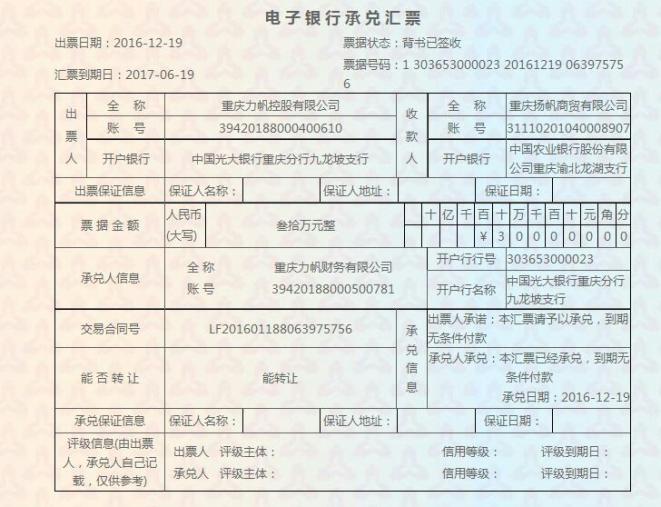 电子银行承兑汇票
出票日期：2016-12-19
票据状态：背书已签收
汇票到期日：2017-06-19
票据号码：1 303653000023 20161219 06397575
6
出票人
全 称
重庆力帆控股有限公司
收款人
全 称
重庆扬帆商贸有限公司
账 号
39420188000400610
账 号
31110201040008907
开户银行
中国光大银行重庆分行九龙坡支行
开户银行
中国农业银行股份有限
公司重庆渝北龙湖支行
出票保证信息
保证人名称：
保证人地址：
保证日期：
票据金额
人民币
(大写)
叁拾万元整
十亿千百十万千百十元角分
¥30000000
承兑人信息
全称
重庆力帆财务有限公司
账号
39420188000500781
开户行行号
303653000023
开户行名称
中国光大银行重庆分行
九龙坡支行
交易合同号
LF201601188063975756
承兑信息
出票人承诺：本汇票请予以承兑，到期
无条件付款
能否转让
能转让
承兑人承兑：本汇票已经承兑，到期无
条件付款
承兑日期：2016-12-19
承兑保证信息
保证人名称：
保证人地址：
保证日期：
评级信息(由出票
人，承兑人自己记
载，仅供参考)
出票人 评级主体： 信用等级： 评级到期日：
承兑人 评级主体： 信用等级： 评级到期日：